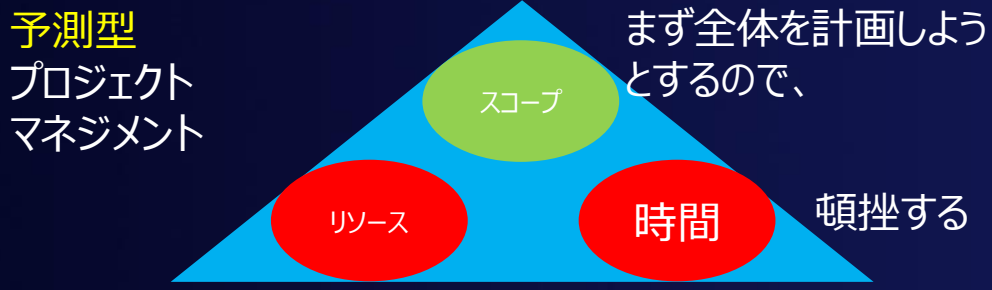 予測型
プロジェクト
マネジメント
まず全体を計画しよう
とするので、
スコープ
リソース
時間
頓挫する